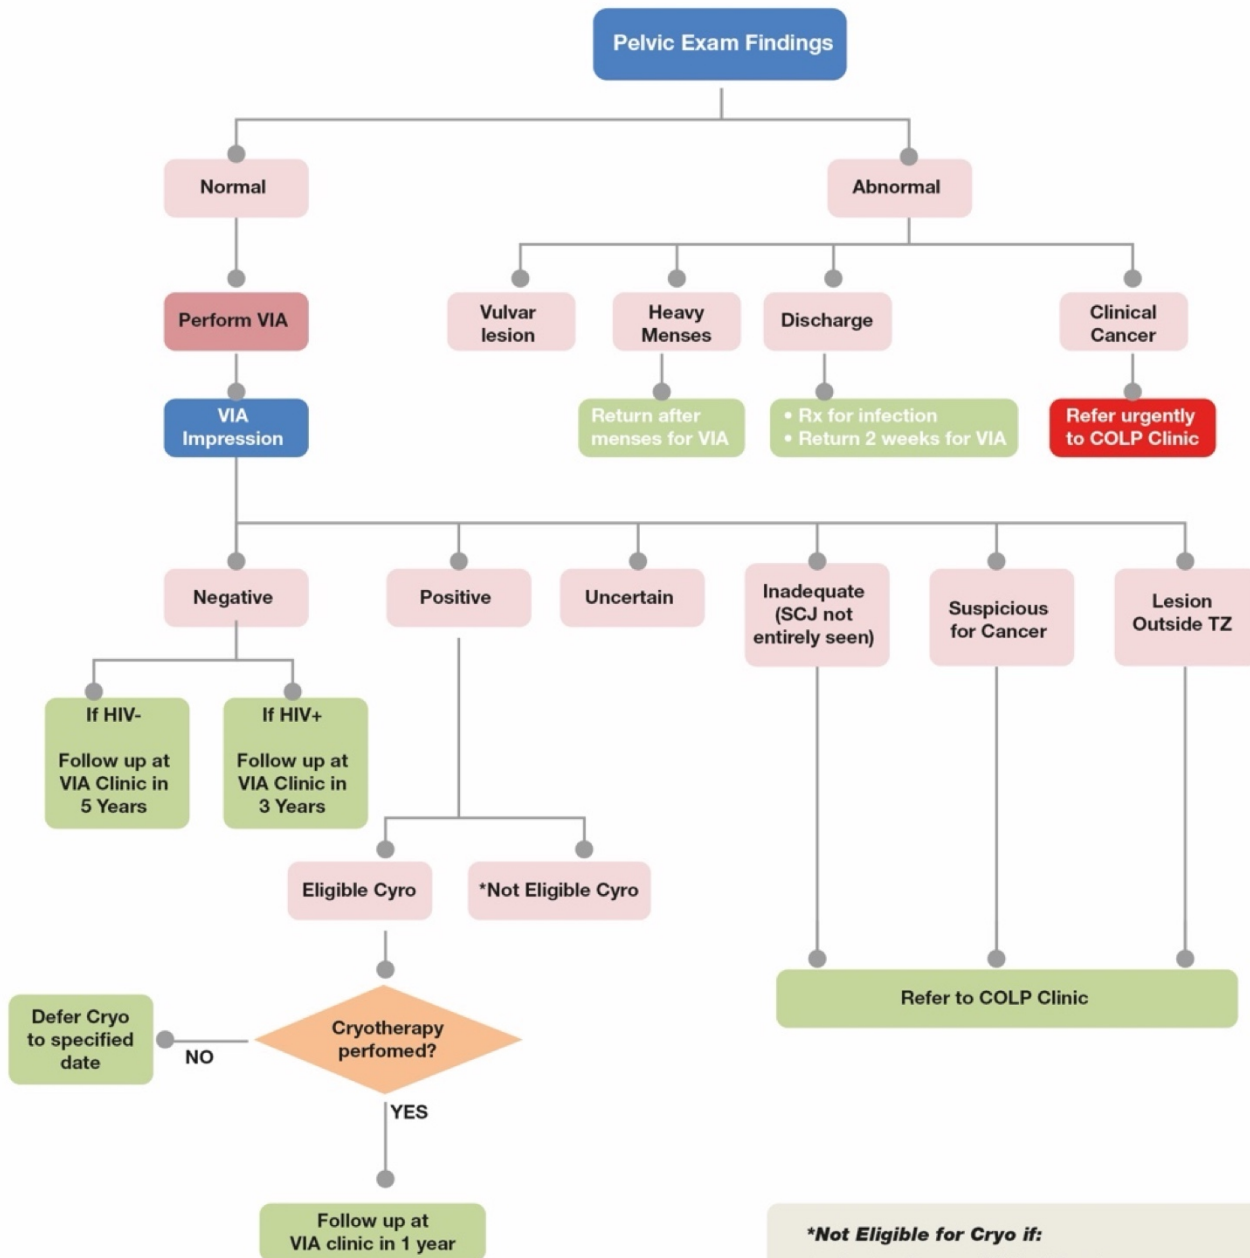 Pelvic Exam Findings
Normal
Abnormal
Perform VIA
Vulvar
lesion
Heavy
Menses
Discharge
Clinical
Cancer
VIA
Impression
Return after
menses for VIA
• Rx for infection
• Return 2 weeks for VIA
Refer urgently
to COLP Clinic
Negative
Positive
Uncertain
Inadequate
(SCJ not
entirely seen)
Suspicious
for Cancer
Lesion
Outside TZ
If HIV-
Follow up at
VIA Clinic in
5 Years
If HIV+
Follow up at
VIA Clinic in
3 Years
Eligible Cyro
*Not Eligible Cyro
Refer to COLP Clinic
Defer Cryo
to specified
date
NO
Cryotherapy
perfomed?
YES
Follow up at
VIA clinic in 1 year
*Not Eligible for Cryo if: